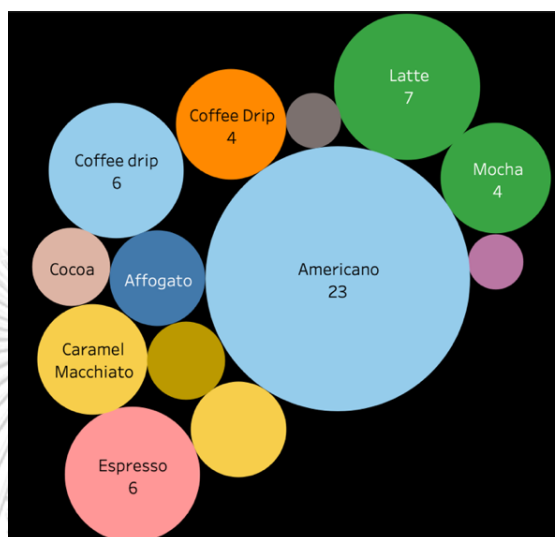 Latte
7
Coffee Drip
4
Coffee drip
6
Mocha
4
Cocoa
Affogato
Americano
23
Caramel
Macchiato
Espresso
6